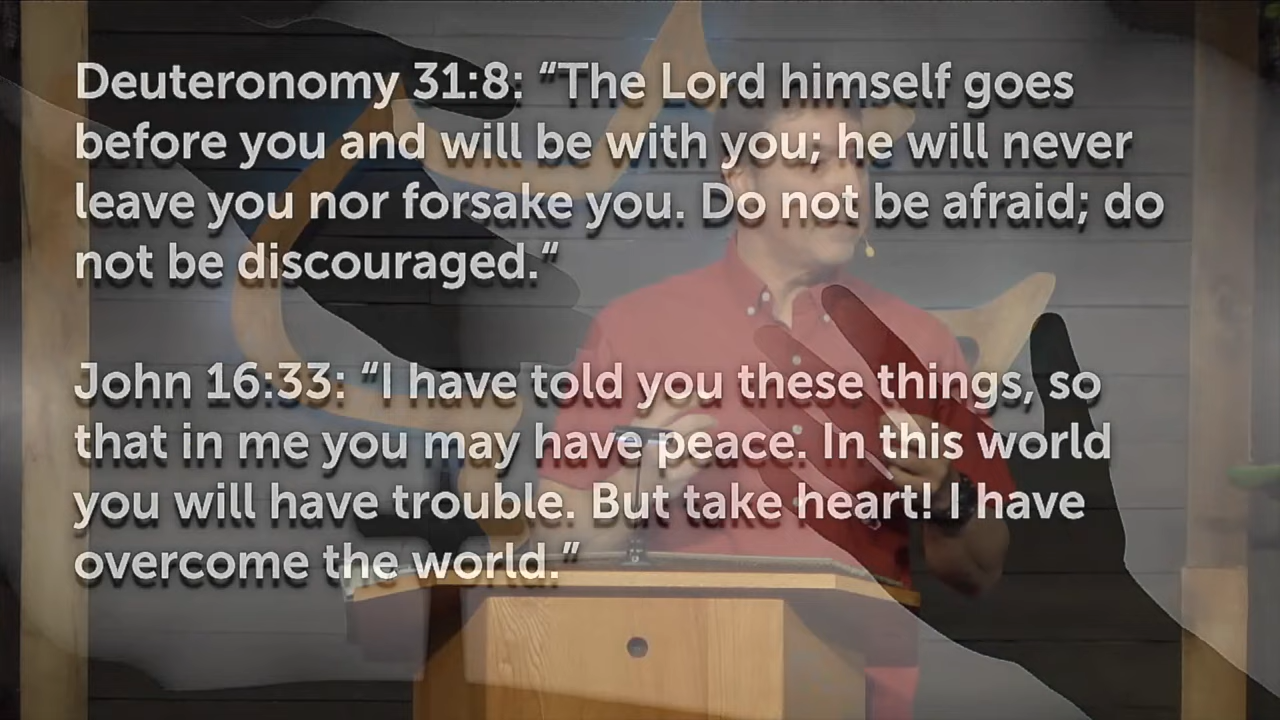 Deuteronomy 31:8: “The Lord himself goes
before you and will be with you; he will never
leave you nor forsake you. Do not be afraid; do
not be discouraged.“
John 16:33: “I have told you these things, so
that in me you may have peace. In this world
you will have trouble. But take heart! I have
overcome the world.”